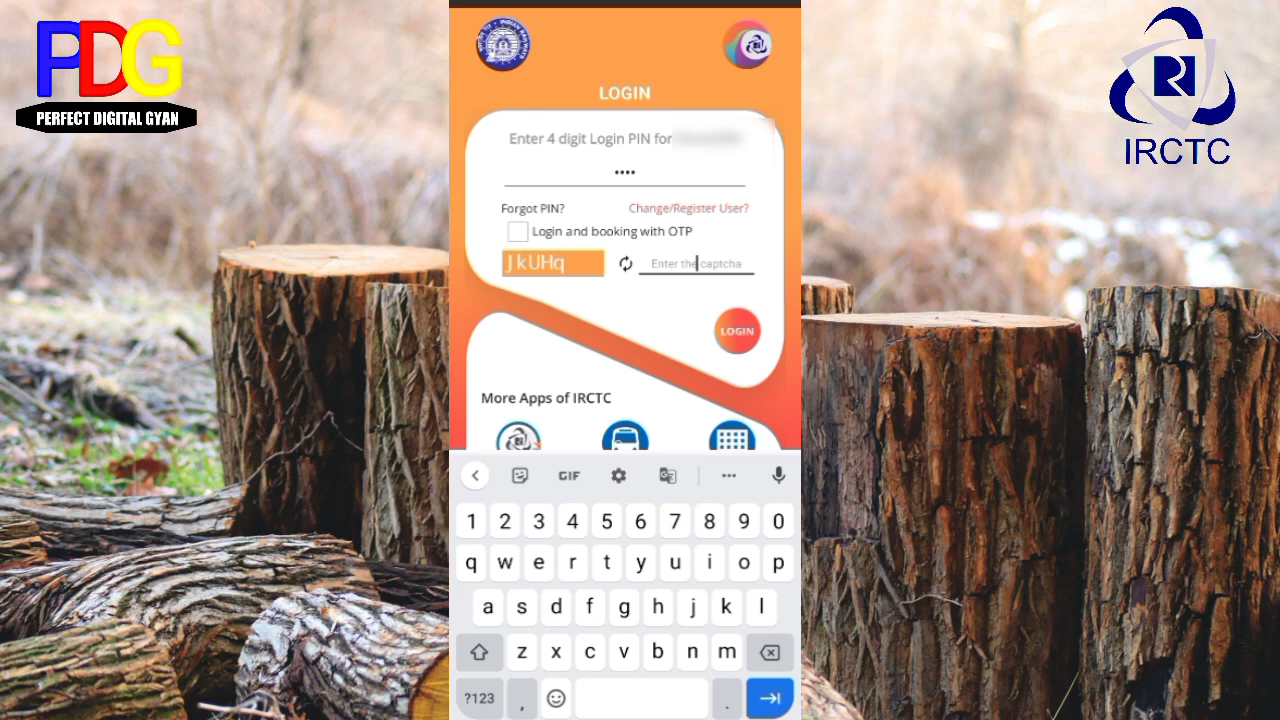 PDG
PERFECT DIGITAL GYAN
IRCTC
LOGIN
Enter 4 digit Login PIN for
••••
Forgot PIN?
Change/Register User?
Login and booking with OTP
JkUHq
Enter the captcha
LOGIN
More Apps of IRCTC
GIF
1 2 3 4 5 6 7 8 9 0
q w e r t y u i o p
a s d f g h j k l
z x c v b n m
?123 , .